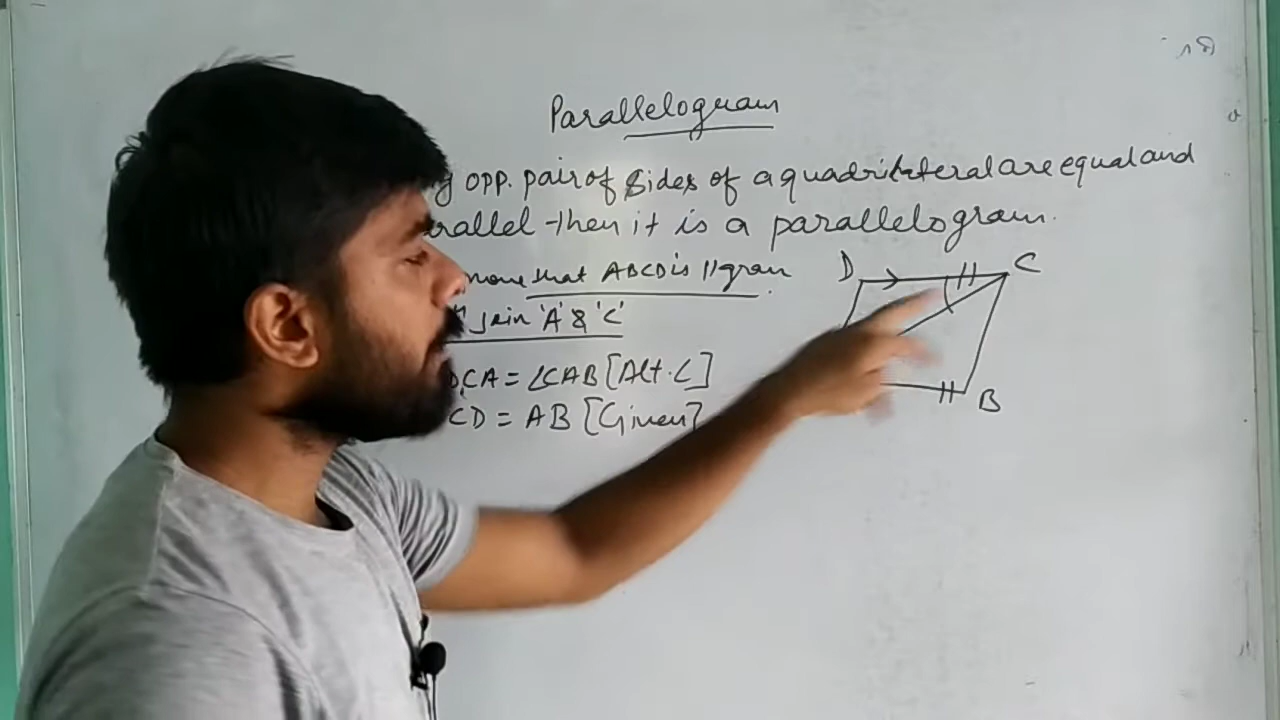 Parallelogram
opp. pair of sides of a quadrilateral are equal and
then it is a parallelogram.
that ABCD is ||gram
Join 'A' & 'C'
D
C
CA = ∠CAB [Alt. ∠]
CD = AB [Given]
B